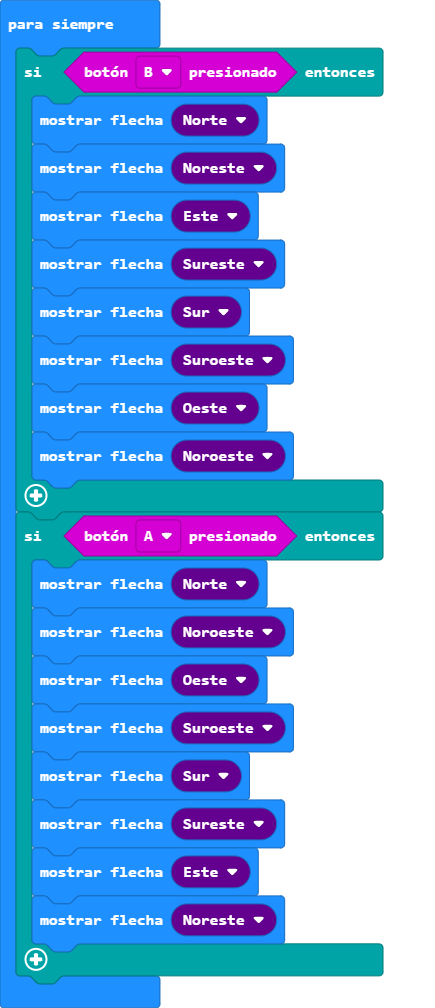 para siempre
si botón B presionado entonces
mostrar flecha Norte
mostrar flecha Noreste
mostrar flecha Este
mostrar flecha Sureste
mostrar flecha Sur
mostrar flecha Suroeste
mostrar flecha Oeste
mostrar flecha Noroeste
si botón A presionado entonces
mostrar flecha Norte
mostrar flecha Noroeste
mostrar flecha Oeste
mostrar flecha Suroeste
mostrar flecha Sur
mostrar flecha Sureste
mostrar flecha Este
mostrar flecha Noreste